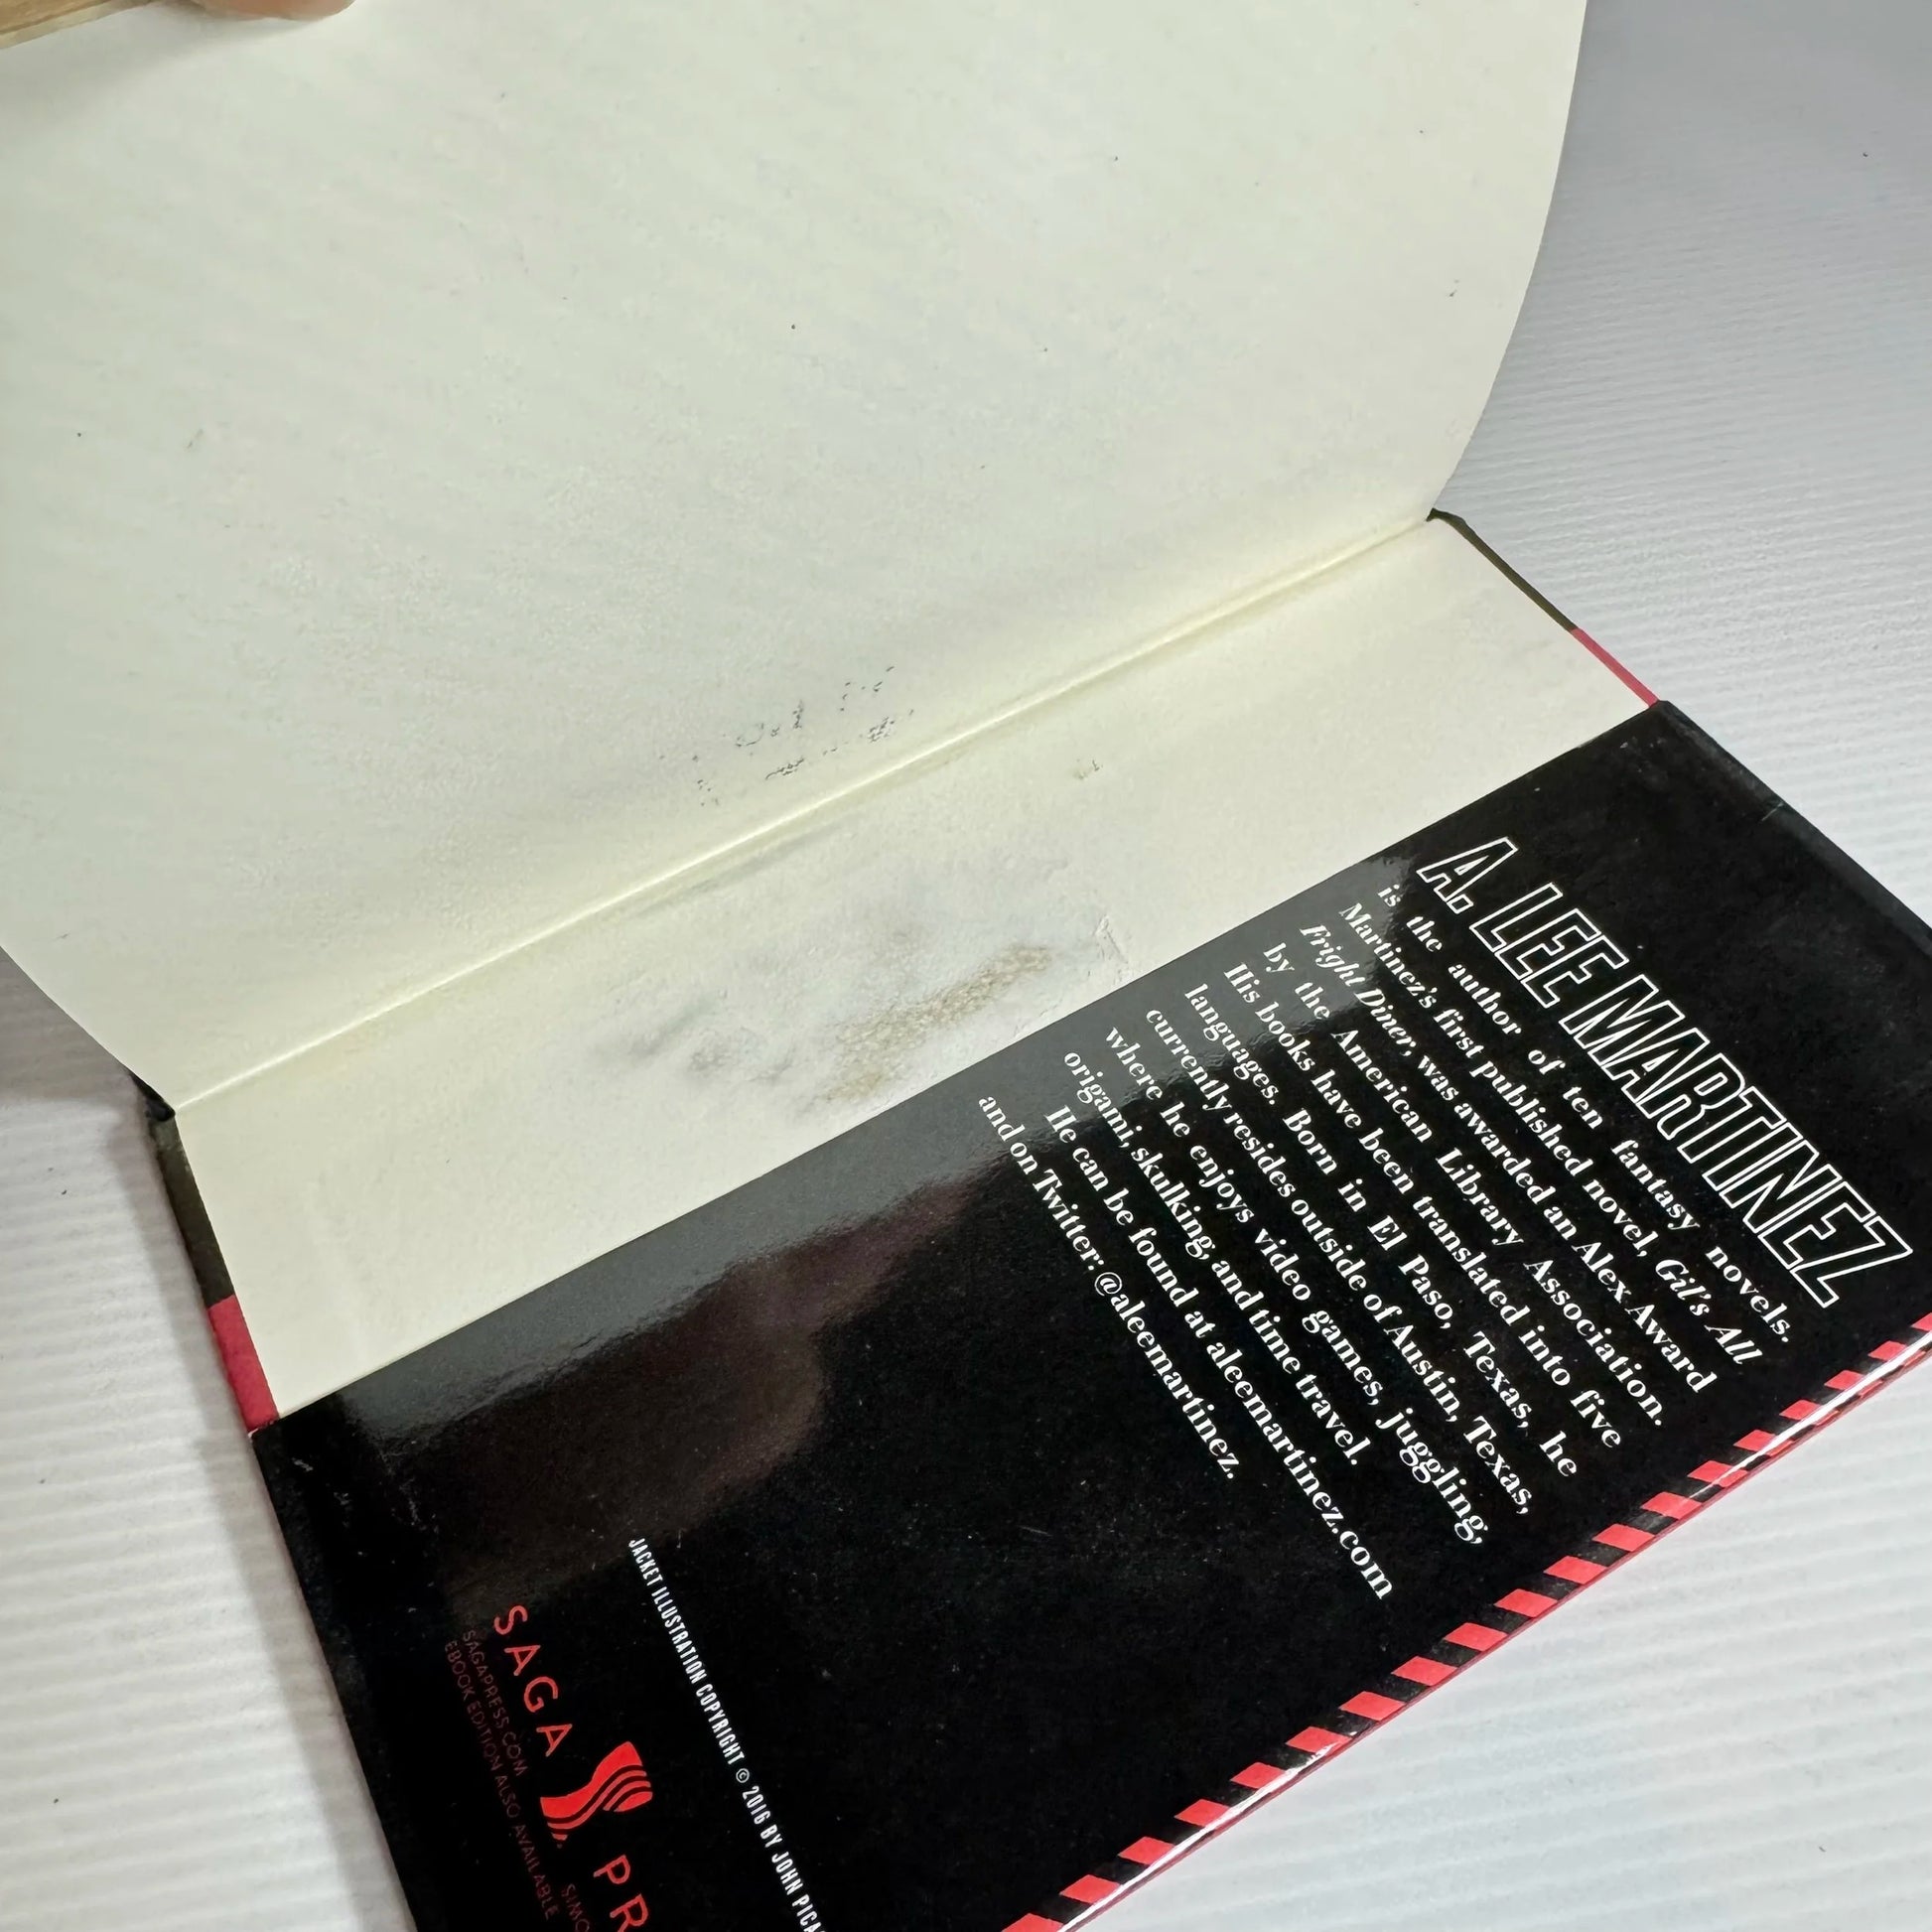 A. LEE MARTINEZ
is the author of ten fantasy novels.
Martinez's first published novel, Gil's All
Fright Diner, was awarded an Alex Award
by the American Library Association.
His books have been translated into five
languages. Born in El Paso, Texas, he
currently resides outside of Austin, Texas,
where he enjoys video games, juggling,
origami, skulking, and time travel.
He can be found at aleemartinez.com
and on Twitter: @aleemartinez.
JACKET ILLUSTRATION COPYRIGHT © 2016 BY JOHN
SAGA
SAGAPRESS.COM
EBOOK EDITION ALSO AVAILABLE